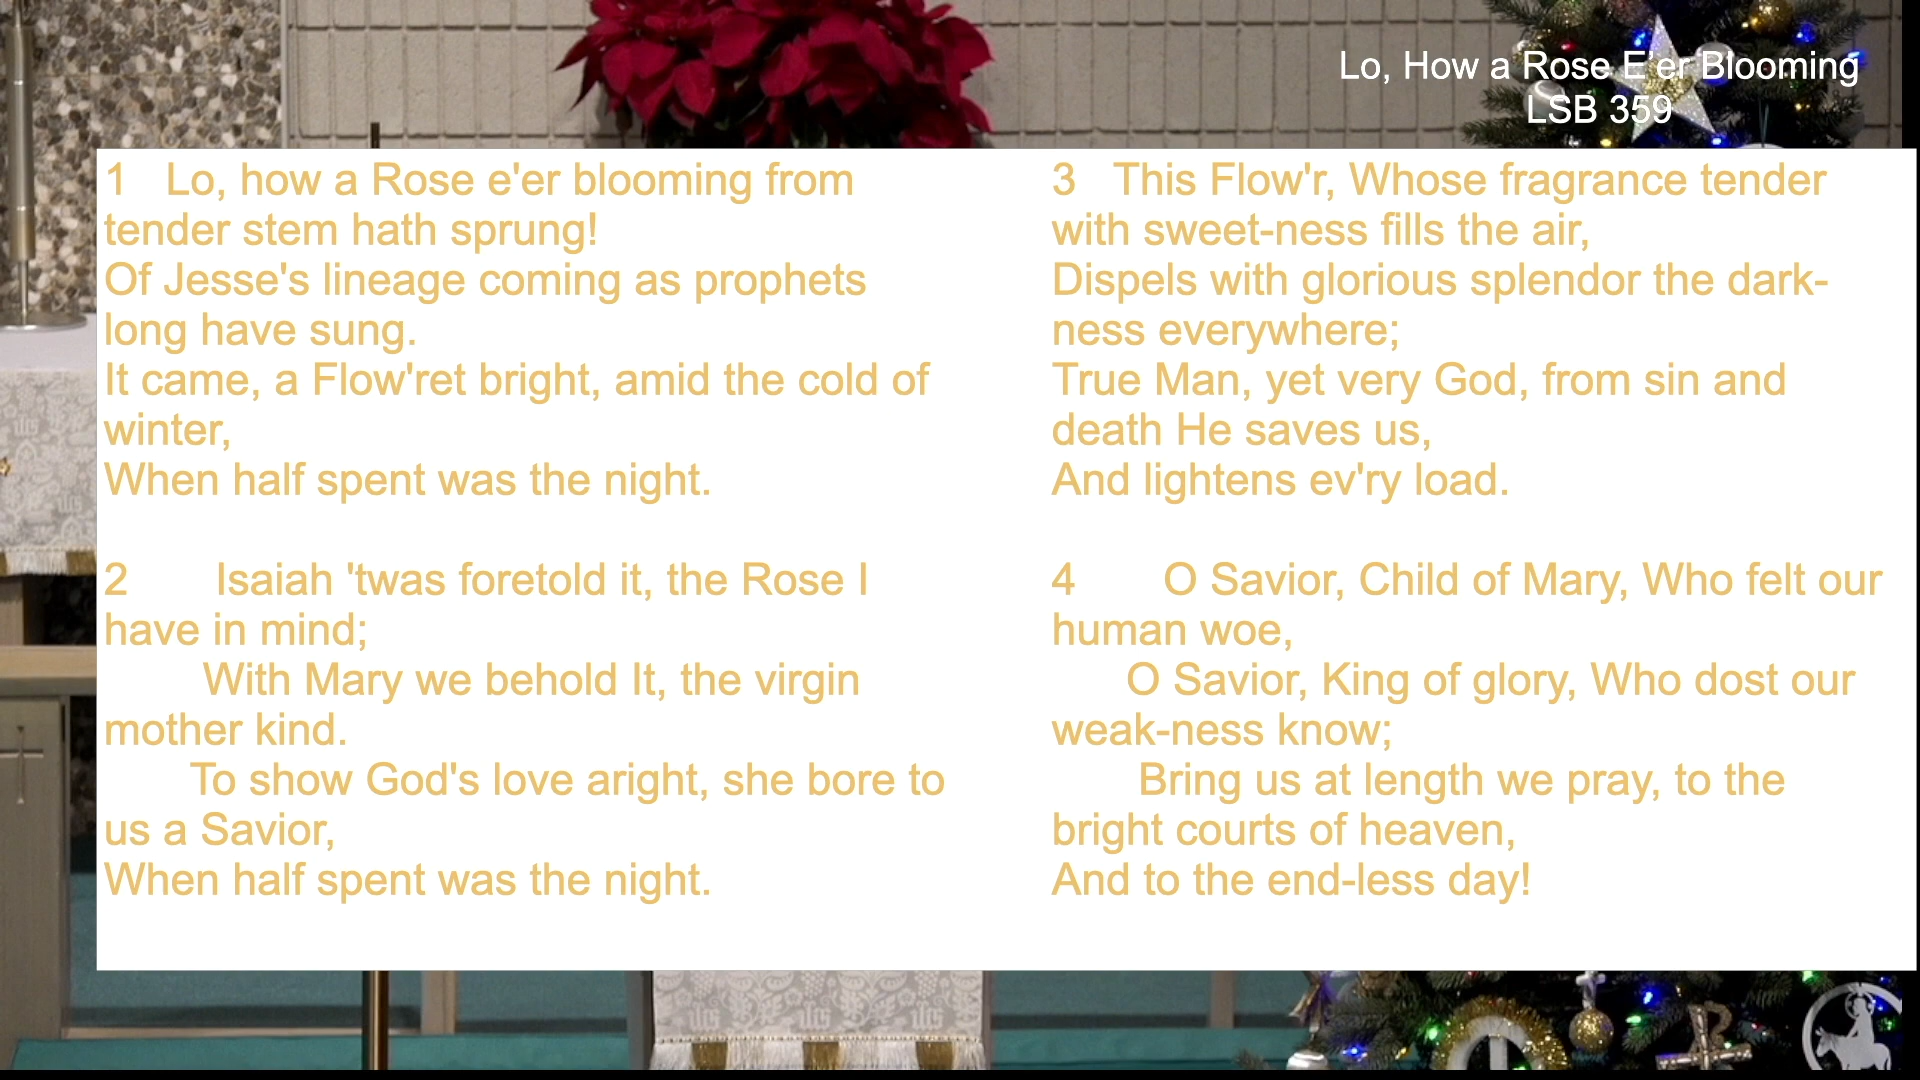 Lo, How a Rose E'er Blooming
LSB 359
1 Lo, how a Rose e'er blooming from
tender stem hath sprung!
Of Jesse's lineage coming as prophets
long have sung.
It came, a Flow'ret bright, amid the cold of
winter,
When half spent was the night.
2 Isaiah 'twas foretold it, the Rose I
have in mind;
With Mary we behold It, the virgin
mother kind.
To show God's love aright, she bore to
us a Savior,
When half spent was the night.
3 This Flow'r, Whose fragrance tender
with sweet-ness fills the air,
Dispels with glorious splendor the dark-
ness everywhere;
True Man, yet very God, from sin and
death He saves us,
And lightens ev'ry load.
4 O Savior, Child of Mary, Who felt our
human woe,
O Savior, King of glory, Who dost our
weak-ness know;
Bring us at length we pray, to the
bright courts of heaven,
And to the end-less day!